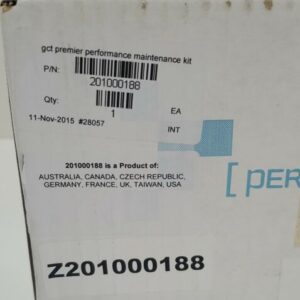 gct premier performance maintenance kit
P/N:
201000188
Qty:
1
EA
11-Nov-2015 #28057
INT
201000188 is a Product of:
AUSTRALIA, CANADA, CZECH REPUBLIC,
GERMANY, FRANCE, UK, TAIWAN, USA
[ PER
Z201000188